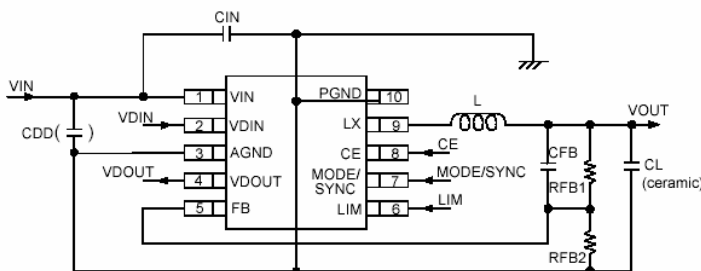 CIN
VIN
CDD( )
VDIN
VDOUT
1 VIN
2 VDIN
3 AGND
4 VDOUT
5 FB
PGND 10
LX 9
CE 8
MODE/
SYNC 7
LIM 6
L
CE
MODE/SYNC
LIM
VOUT
CFB
RFB1
RFB2
CL
(ceramic)